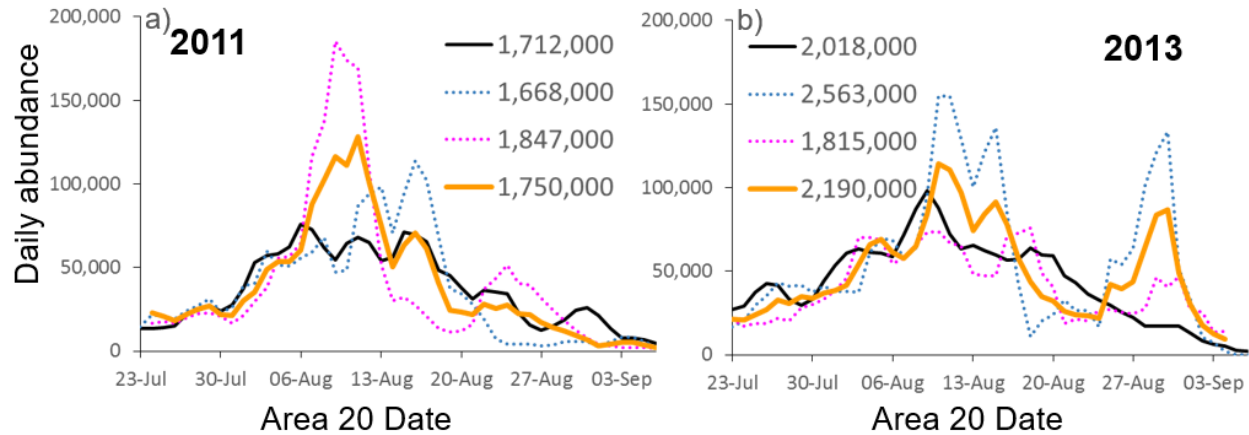 a)
2011
200,000
150,000
100,000
50,000
0
Daily abundance
1,712,000
1,668,000
1,847,000
1,750,000
23-Jul 30-Jul 06-Aug 13-Aug 20-Aug 27-Aug 03-Sep
Area 20 Date
b)
2013
200,000
150,000
100,000
50,000
0
2,018,000
2,563,000
1,815,000
2,190,000
23-Jul 30-Jul 06-Aug 13-Aug 20-Aug 27-Aug 03-Sep
Area 20 Date